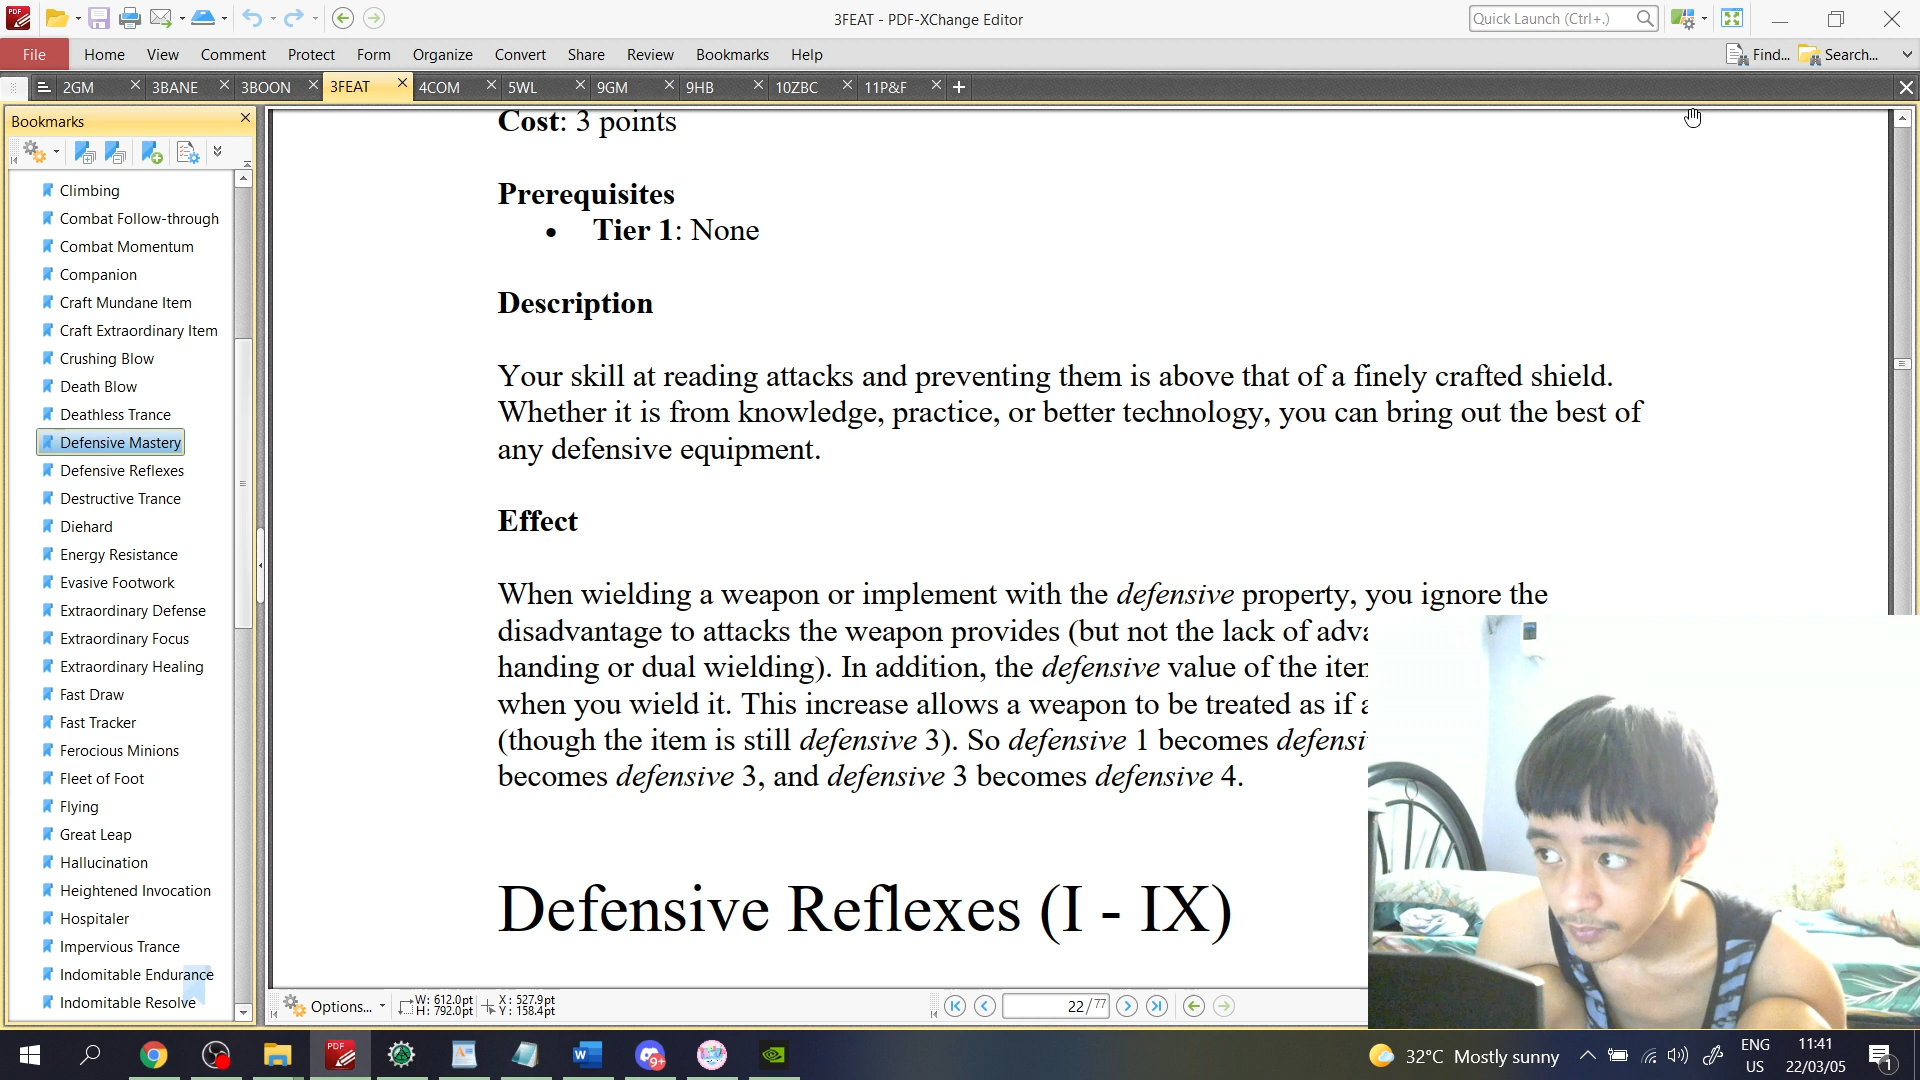 3FEAT - PDF-XChange Editor
Quick Launch (Ctrl+.)
File Home View Comment Protect Form Organize Convert Share Review Bookmarks Help
Find... Search...
2GM 3BANE 3BOON 3FEAT 4COM 5WL 9GM 9HB 10ZBC 11P&F
Bookmarks
Climbing
Combat Follow-through
Combat Momentum
Companion
Craft Mundane Item
Craft Extraordinary Item
Crushing Blow
Death Blow
Deathless Trance
Defensive Mastery
Defensive Reflexes
Destructive Trance
Diehard
Energy Resistance
Evasive Footwork
Extraordinary Defense
Extraordinary Focus
Extraordinary Healing
Fast Draw
Fast Tracker
Ferocious Minions
Fleet of Foot
Flying
Great Leap
Hallucination
Heightened Invocation
Hospitaler
Impervious Trance
Indomitable Endurance
Indomitable Resolve
Cost: 3 points
Prerequisites
• Tier 1: None
Description
Your skill at reading attacks and preventing them is above that of a finely crafted shield.
Whether it is from knowledge, practice, or better technology, you can bring out the best of
any defensive equipment.
Effect
When wielding a weapon or implement with the defensive property, you ignore the
disadvantage to attacks the weapon provides (but not the lack of
handing or dual wielding). In addition, the defensive value of the
when you wield it. This increase allows a weapon to be treated as if
(though the item is still defensive 3). So defensive 1 becomes
becomes defensive 3, and defensive 3 becomes defensive 4.
Defensive Reflexes (I - IX)
Options...
W: 612.0pt
H: 792.0pt
X: 527.9pt
Y: 158.4pt
22 / 77
PDF
9+
32°C Mostly sunny
ENG
US
11:41
22/03/05
1